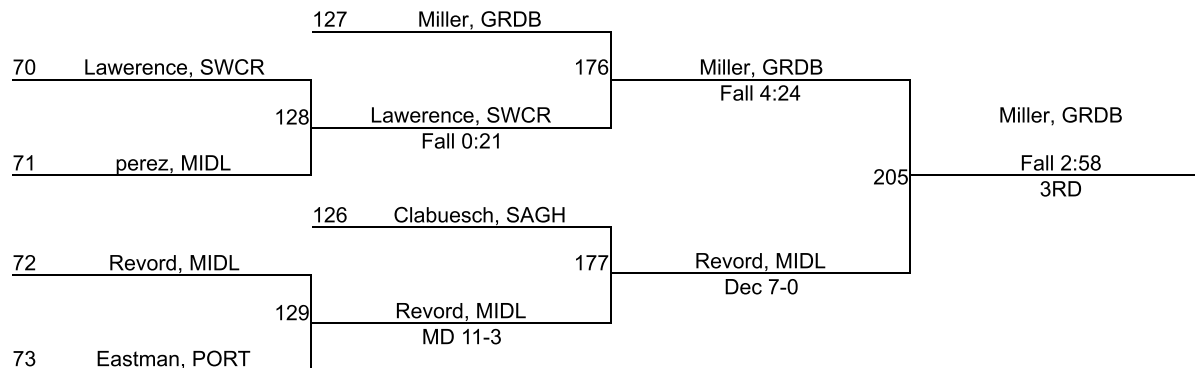 127 Miller, GRDB
70 Lawerence, SWCR
176 Miller, GRDB
Fall 4:24
128 Lawerence, SWCR
Fall 0:21
Miller, GRDB
71 perez, MIDL
Fall 2:58
205
3RD
126 Clabuesch, SAGH
72 Revord, MIDL
177 Revord, MIDL
Dec 7-0
129 Revord, MIDL
MD 11-3
73 Eastman, PORT